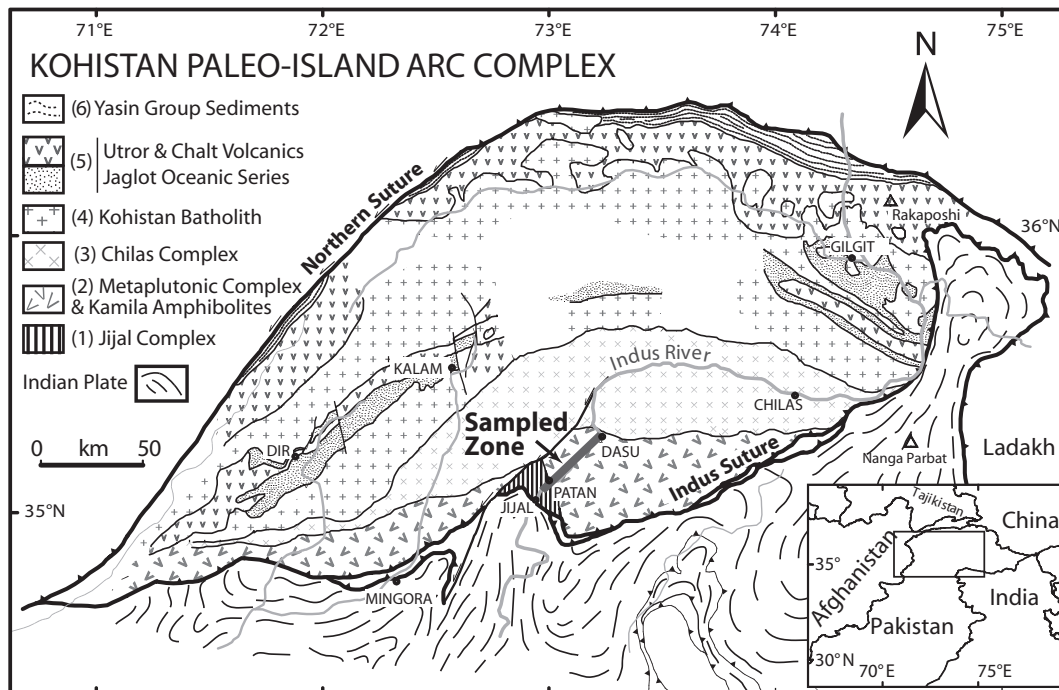 71°E 72°E 73°E 74°E 75°E
KOHISTAN PALEO-ISLAND ARC COMPLEX
N
(6) Yasin Group Sediments
(5) Utror & Chalt Volcanics
Jaglot Oceanic Series
(4) Kohistan Batholith
(3) Chilas Complex
(2) Metaplutonic Complex
& Kamila Amphibolites
(1) Jijal Complex
Indian Plate
0 km 50
35°N
36°N
Northern Suture
Rakaposhi
GILGIT
KALAM
Indus River
CHILAS
Sampled
Zone
DASU
DIR
PATAN
JIJAL
Indus Suture
Nanga Parbat
Ladakh
MINGORA
Tajikistan
China
35°
Afghanistan
India
Pakistan
30°N
70°E 75°E
71°E 72°E 73°E